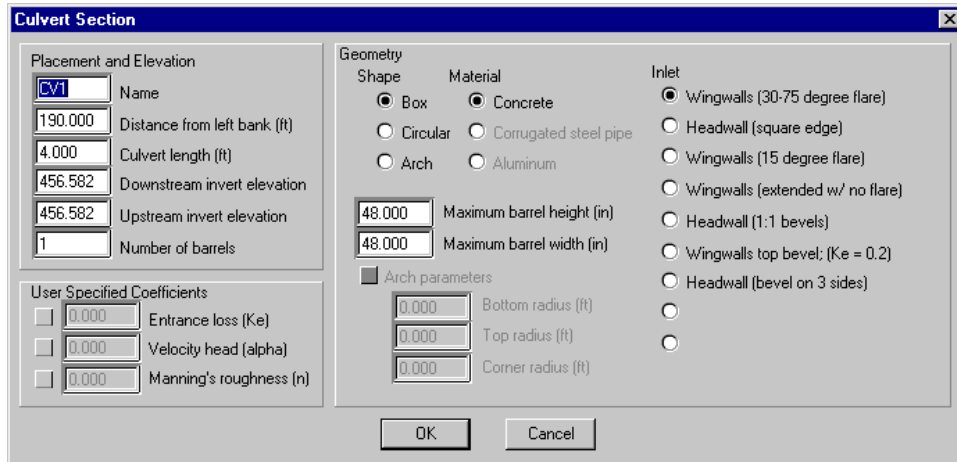 Culvert Section
Placement and Elevation
CV1 Name
190.000 Distance from left bank (ft)
4.000 Culvert length (ft)
456.582 Downstream invert elevation
456.582 Upstream invert elevation
1 Number of barrels
User Specified Coefficients
0.000 Entrance loss (Ke)
0.000 Velocity head (alpha)
0.000 Manning's roughness (n)
Geometry
Shape
Box
Circular
Arch
Material
Concrete
Corrugated steel pipe
Aluminum
48.000 Maximum barrel height (in)
48.000 Maximum barrel width (in)
Arch parameters
0.000 Bottom radius (ft)
0.000 Top radius (ft)
0.000 Corner radius (ft)
Inlet
Wingwalls (30-75 degree flare)
Headwall (square edge)
Wingwalls (15 degree flare)
Wingwalls (extended w/ no flare)
Headwall (1:1 bevels)
Wingwalls top bevel; (Ke = 0.2)
Headwall (bevel on 3 sides)
OK
Cancel